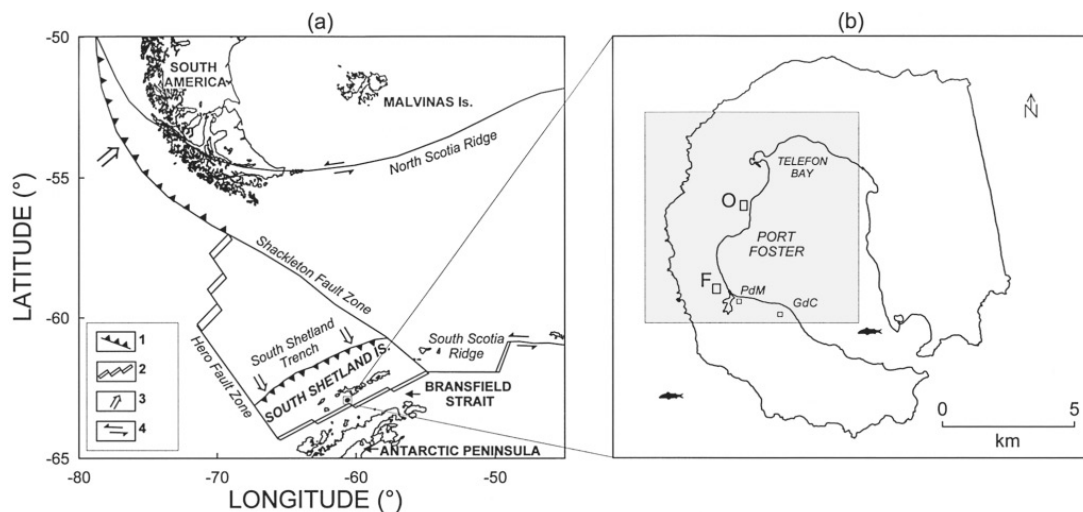 (a)
-50
-55
-60
-65
LATITUDE (°)
-80
-70
-60
-50
LONGITUDE (°)
SOUTH
AMERICA
MALVINAS Is.
North Scotia Ridge
Shackleton Fault Zone
South Shetland
Trench
SOUTH SHETLAND Is.
Hero Fault Zone
South Scotia
Ridge
BRANSFIELD
STRAIT
ANTARCTIC PENINSULA
1
2
3
4
(b)
N
TELEFON
BAY
O
PORT
FOSTER
F
PdM
GdC
0 5
km